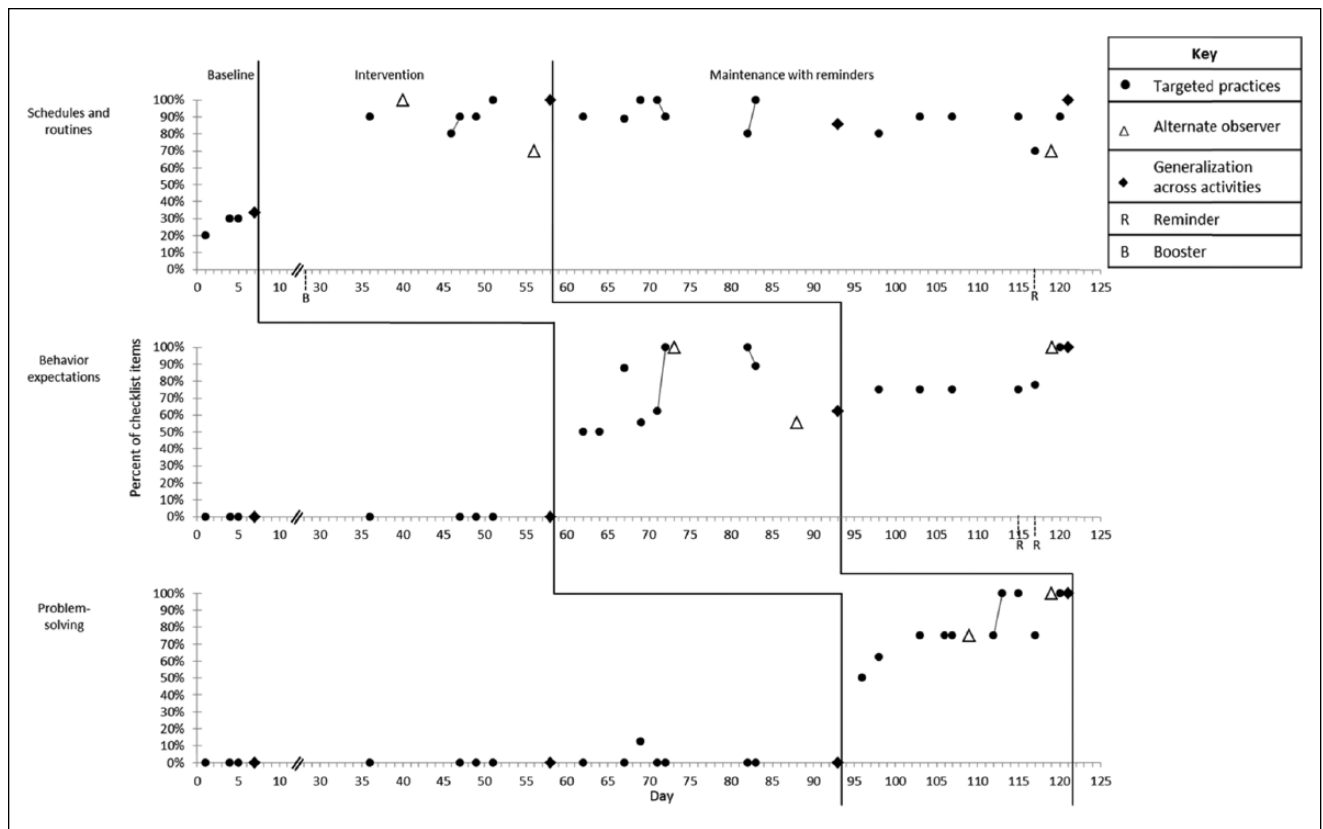 Baseline
Intervention
Maintenance with reminders
Key
Targeted practices
Alternate observer
Generalization
across activities
R Reminder
B Booster
Schedules and
routines
100%
90%
80%
70%
60%
50%
40%
30%
20%
10%
0%
0 5 10 30 35 40 45 50 55 60 65 70 75 80 85 90 95 100 105 110 115 120 125
B
R
Behavior
expectations
Percent of checklist items
100%
90%
80%
70%
60%
50%
40%
30%
20%
10%
0%
0 5 10 30 35 40 45 50 55 60 65 70 75 80 85 90 95 100 105 110 115 120 125
R R
Problem-
solving
100%
90%
80%
70%
60%
50%
40%
30%
20%
10%
0%
0 5 10 30 35 40 45 50 55 60 65 70 75 80 85 90 95 100 105 110 115 120 125
Day